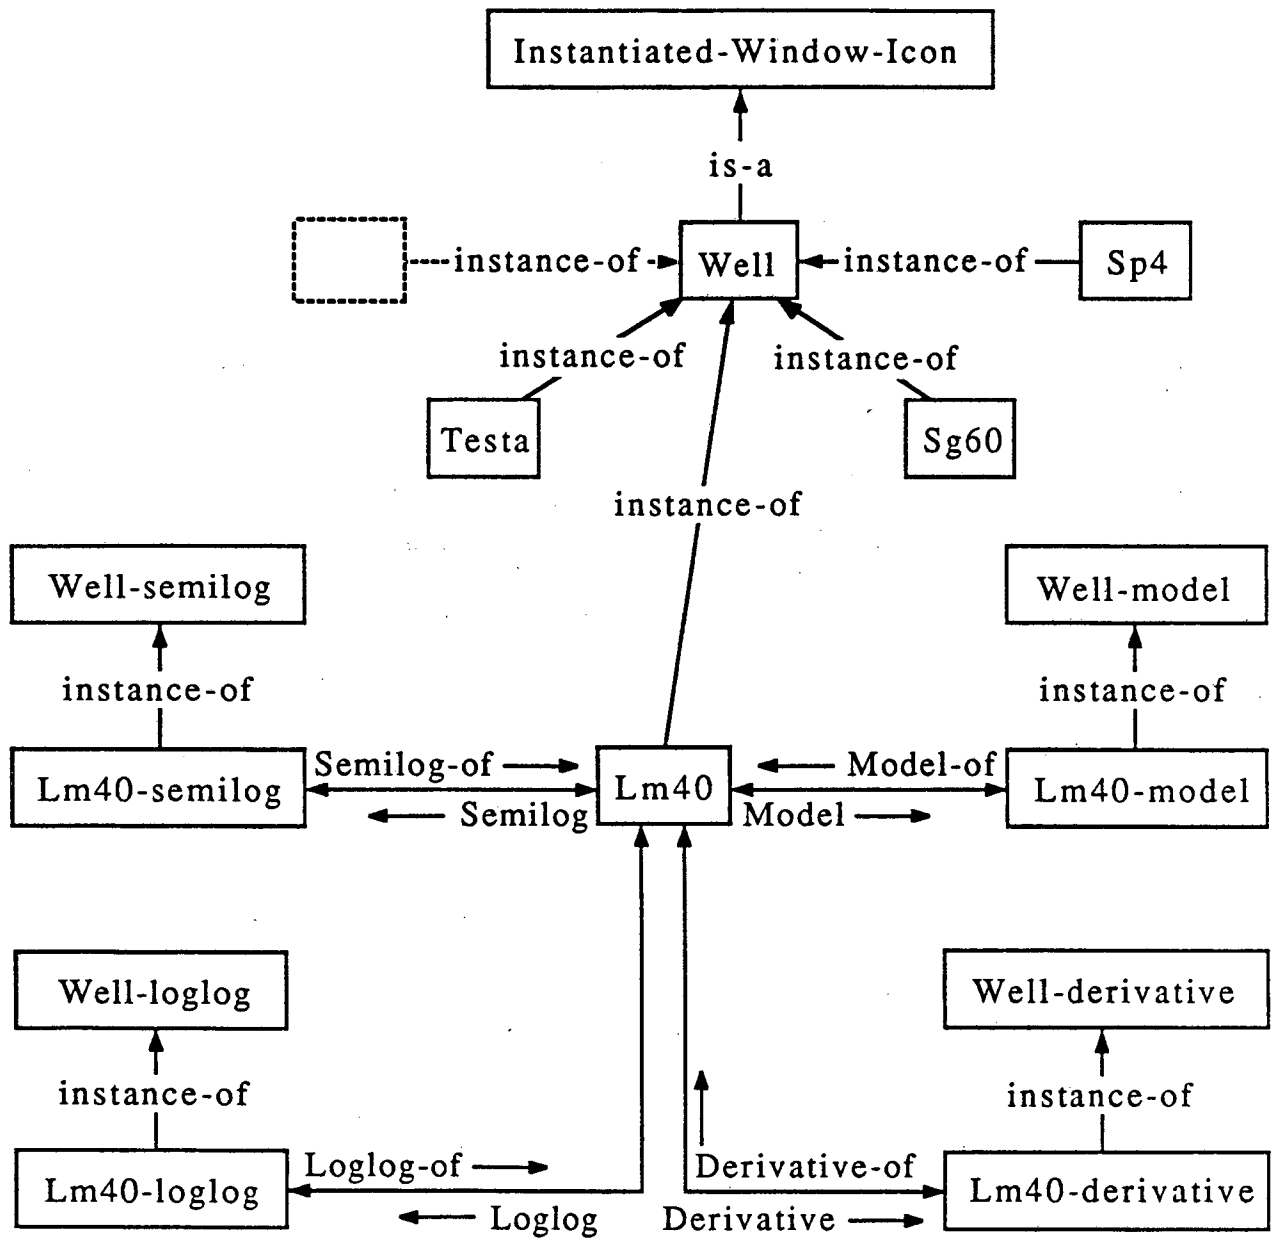 Instantiated-Window-Icon
is-a
instance-of
Well
instance-of
Sp4
instance-of
instance-of
Testa
Sg60
instance-of
Well-semilog
Well-model
instance-of
instance-of
Semilog-of
Model-of
Lm40-semilog
Lm40
Lm40-model
Semilog
Model
Well-loglog
Well-derivative
instance-of
instance-of
Loglog-of
Derivative-of
Lm40-loglog
Lm40-derivative
Loglog
Derivative